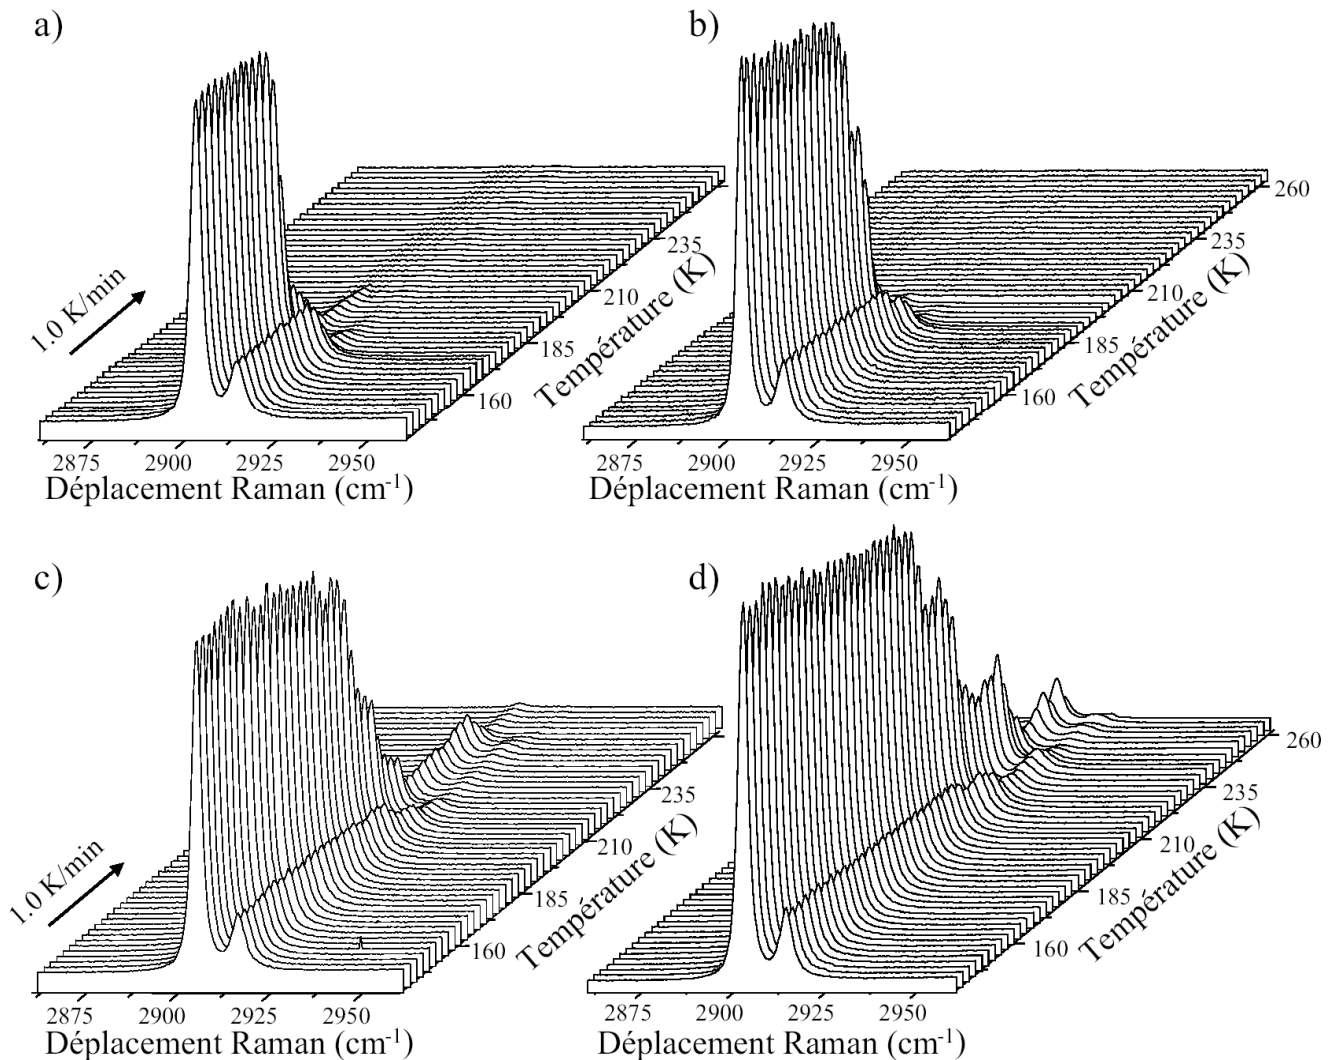 a)
b)
1.0 K/min
160
185
210
235
Température (K)
160
185
210
235
260
Température (K)
2875 2900 2925 2950
Déplacement Raman (cm-1)
2875 2900 2925 2950
Déplacement Raman (cm-1)
c)
d)
1.0 K/min
160
185
210
235
Température (K)
160
185
210
235
260
Température (K)
2875 2900 2925 2950
Déplacement Raman (cm-1)
2875 2900 2925 2950
Déplacement Raman (cm-1)